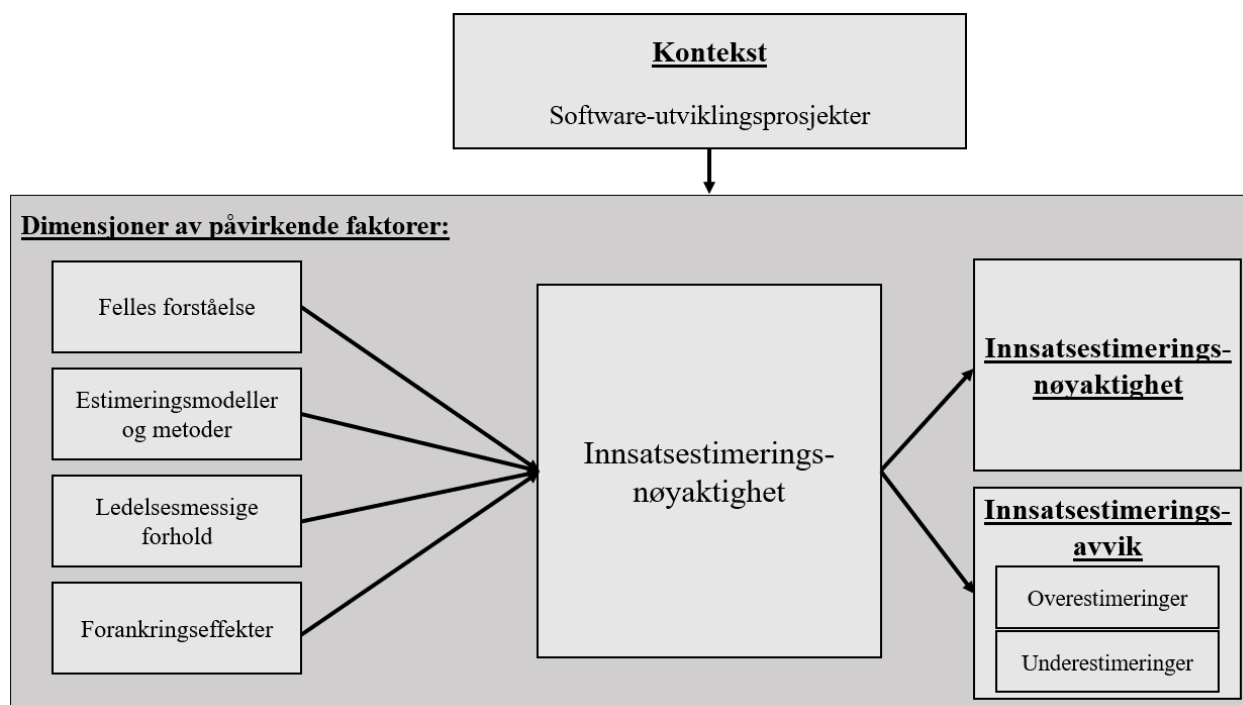 Kontekst
Software-utviklingsprosjekter
Dimensjoner av påvirkende faktorer:
Felles forståelse
Estimeringsmodeller
og metoder
Ledelsesmessige
forhold
Forankringseffekter
Innsatsestimerings-
nøyaktighet
Innsatsestimerings-
nøyaktighet
Innsatsestimerings-
avvik
Overestimeringer
Underestimeringer